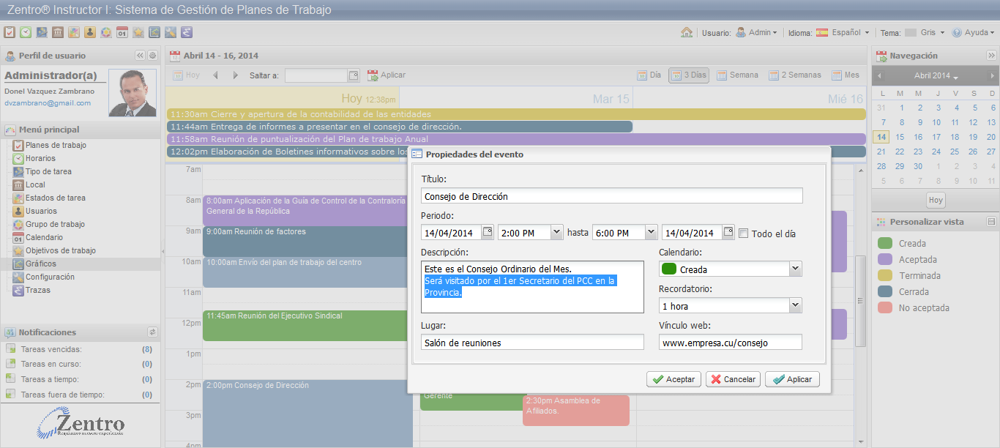 Zentro® Instructor I: Sistema de Gestión de Planes de Trabajo
Usuario: Admin Idioma: Español Tema: Gris Ayuda
Perfil de usuario
Administrador(a)
Donel Vazquez Zambrano
dvzambrano@gmail.com
Menú principal
Planes de trabajo
Horarios
Tipo de tarea
Local
Estados de tarea
Usuarios
Grupo de trabajo
Calendario
Objetivos de trabajo
Gráficos
Configuración
Trazas
Notificaciones
Tareas vencidas: (8)
Tareas en curso: (0)
Tareas a tiempo: (0)
Tareas fuera de tiempo: (0)
Zentro
Regulamos nuestra experiencia
Abril 14 - 16, 2014
Hoy Saltar a: Aplicar Día 3 Días Semana 2 Semanas Mes
Hoy 12:38pm Mar 15 Mié 16
11:30am Cierre y apertura de la contabilidad de las entidades
11:44am Entrega de informes a presentar en el consejo de dirección.
11:58am Reunión de puntualización del Plan de trabajo Anual
12:02pm Elaboración de Boletines informativos sobre los
7am
8am
9am
10am
11am
12pm
1pm
2pm
3pm
4pm
8:00am Aplicación de la Guía de Control de la Contraloría
General de la República
9:00am Reunión de factores
10:00am Envío del plan de trabajo del centro
11:45am Reunión del Ejecutivo Sindical
2:00pm Consejo de Dirección
Gerente
2:30pm Asamblea de
Afiliados.
Propiedades del evento
Título:
Consejo de Dirección
Periodo:
14/04/2014 2:00 PM hasta 6:00 PM 14/04/2014 Todo el día
Descripción:
Este es el Consejo Ordinario del Mes.
Será visitado por el 1er Secretario del PCC en la
Provincia.
Calendario:
Creada
Recordatorio:
1 hora
Lugar:
Salón de reuniones
Vínculo web:
www.empresa.cu/consejo
Aceptar Cancelar Aplicar
Navegación
Abril 2014
L M M J V S D
31 1 2 3 4 5 6
7 8 9 10 11 12 13
14 15 16 17 18 19 20
21 22 23 24 25 26 27
28 29 30 1 2 3 4
5 6 7 8 9 10 11
Hoy
Personalizar vista
Creada
Aceptada
Terminada
Cerrada
No aceptada